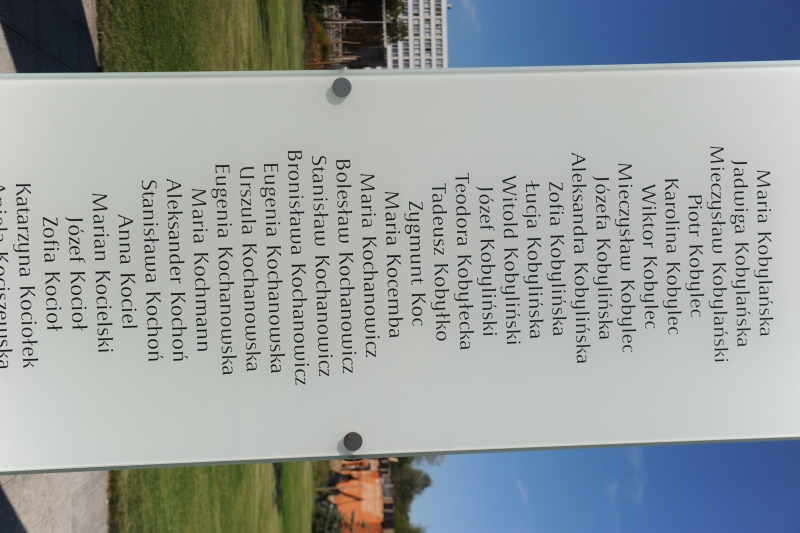 Maria Kobylańska
Jadwiga Kobylańska
Mieczysław Kobylański
Piotr Kobylec
Karolina Kobylec
Wiktor Kobylec
Mieczysław Kobylec
Józefa Kobylińska
Aleksandra Kobylińska
Zofia Kobylińska
Łucja Kobylińska
Witold Kobyliński
Józef Kobyliński
Teodora Kobyłecka
Tadeusz Kobyłko
Zygmunt Koc
Maria Kocemba
Maria Kochanowicz
Bolesław Kochanowicz
Stanisław Kochanowicz
Bronisława Kochanowicz
Eugenia Kochanowska
Urszula Kochanowska
Eugenia Kochanowska
Maria Kochmann
Aleksander Kochoń
Stanisława Kochoń
Anna Kociel
Marian Kocielski
Józef Kocioł
Zofia Kocioł
Katarzyna Kociołek
Aniela Kociszewska